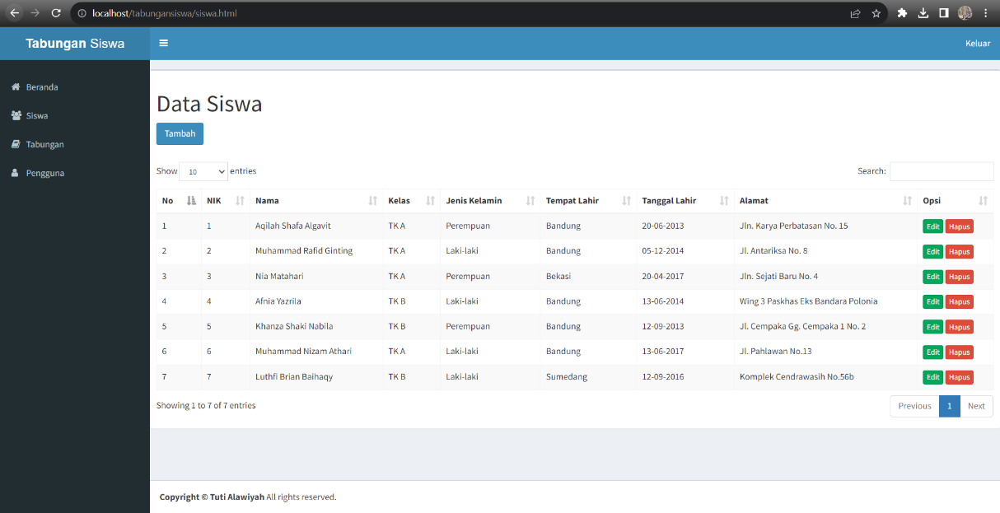 localhost/tabungansiswa/siswa.html
Tabungan Siswa
Keluar
Beranda
Siswa
Tabungan
Pengguna
Data Siswa
Tambah
Show 10 entries Search:
No NIK Nama Kelas Jenis Kelamin Tempat Lahir Tanggal Lahir Alamat Opsi
1 1 Aqilah Shafa Algavit TK A Perempuan Bandung 20-06-2013 Jln. Karya Perbatasan No. 15 Edit Hapus
2 2 Muhammad Rafid Ginting TK A Laki-laki Bandung 05-12-2014 Jl. Antariksa No. 8 Edit Hapus
3 3 Nia Matahari TK A Perempuan Bekasi 20-04-2017 Jln. Sejati Baru No. 4 Edit Hapus
4 4 Afnia Yazrila TK B Laki-laki Bandung 13-06-2014 Wing 3 Paskhas Eks Bandara Polonia Edit Hapus
5 5 Khanza Shaki Nabila TK B Perempuan Bandung 12-09-2013 Jl. Cempaka Gg. Cempaka 1 No. 2 Edit Hapus
6 6 Muhammad Nizam Athari TK A Laki-laki Bandung 13-06-2017 Jl. Pahlawan No.13 Edit Hapus
7 7 Luthfi Brian Baihaqy TK B Laki-laki Sumedang 12-09-2016 Komplek Cendrawasih No.56b Edit Hapus
Showing 1 to 7 of 7 entries Previous 1 Next
Copyright © Tuti Alawiyah All rights reserved.